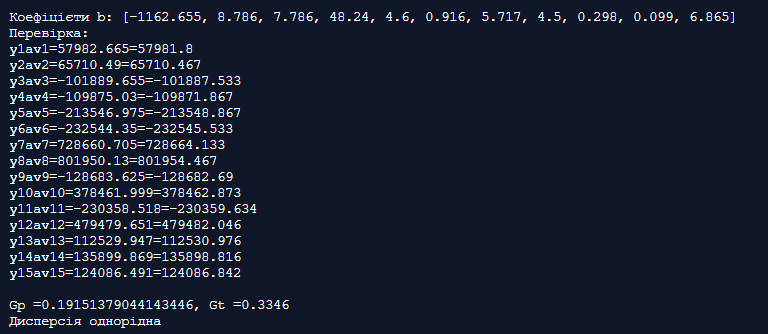 Коефіцієти b: [-1162.655, 8.786, 7.786, 48.24, 4.6, 0.916, 5.717, 4.5, 0.298, 0.099, 6.865]
Перевірка:
y1av1=57982.665=57981.8
y2av2=65710.49=65710.467
y3av3=-101889.655=-101887.533
y4av4=-109875.03=-109871.867
y5av5=-213546.975=-213548.867
y6av6=-232544.35=-232545.533
y7av7=728660.705=728664.133
y8av8=801950.13=801954.467
y9av9=-128683.625=-128682.69
y10av10=378461.999=378462.873
y11av11=-230358.518=-230359.634
y12av12=479479.651=479482.046
y13av13=112529.947=112530.976
y14av14=135899.869=135898.816
y15av15=124086.491=124086.842
Gp =0.19151379044143446, Gt =0.3346
Дисперсія однорідна